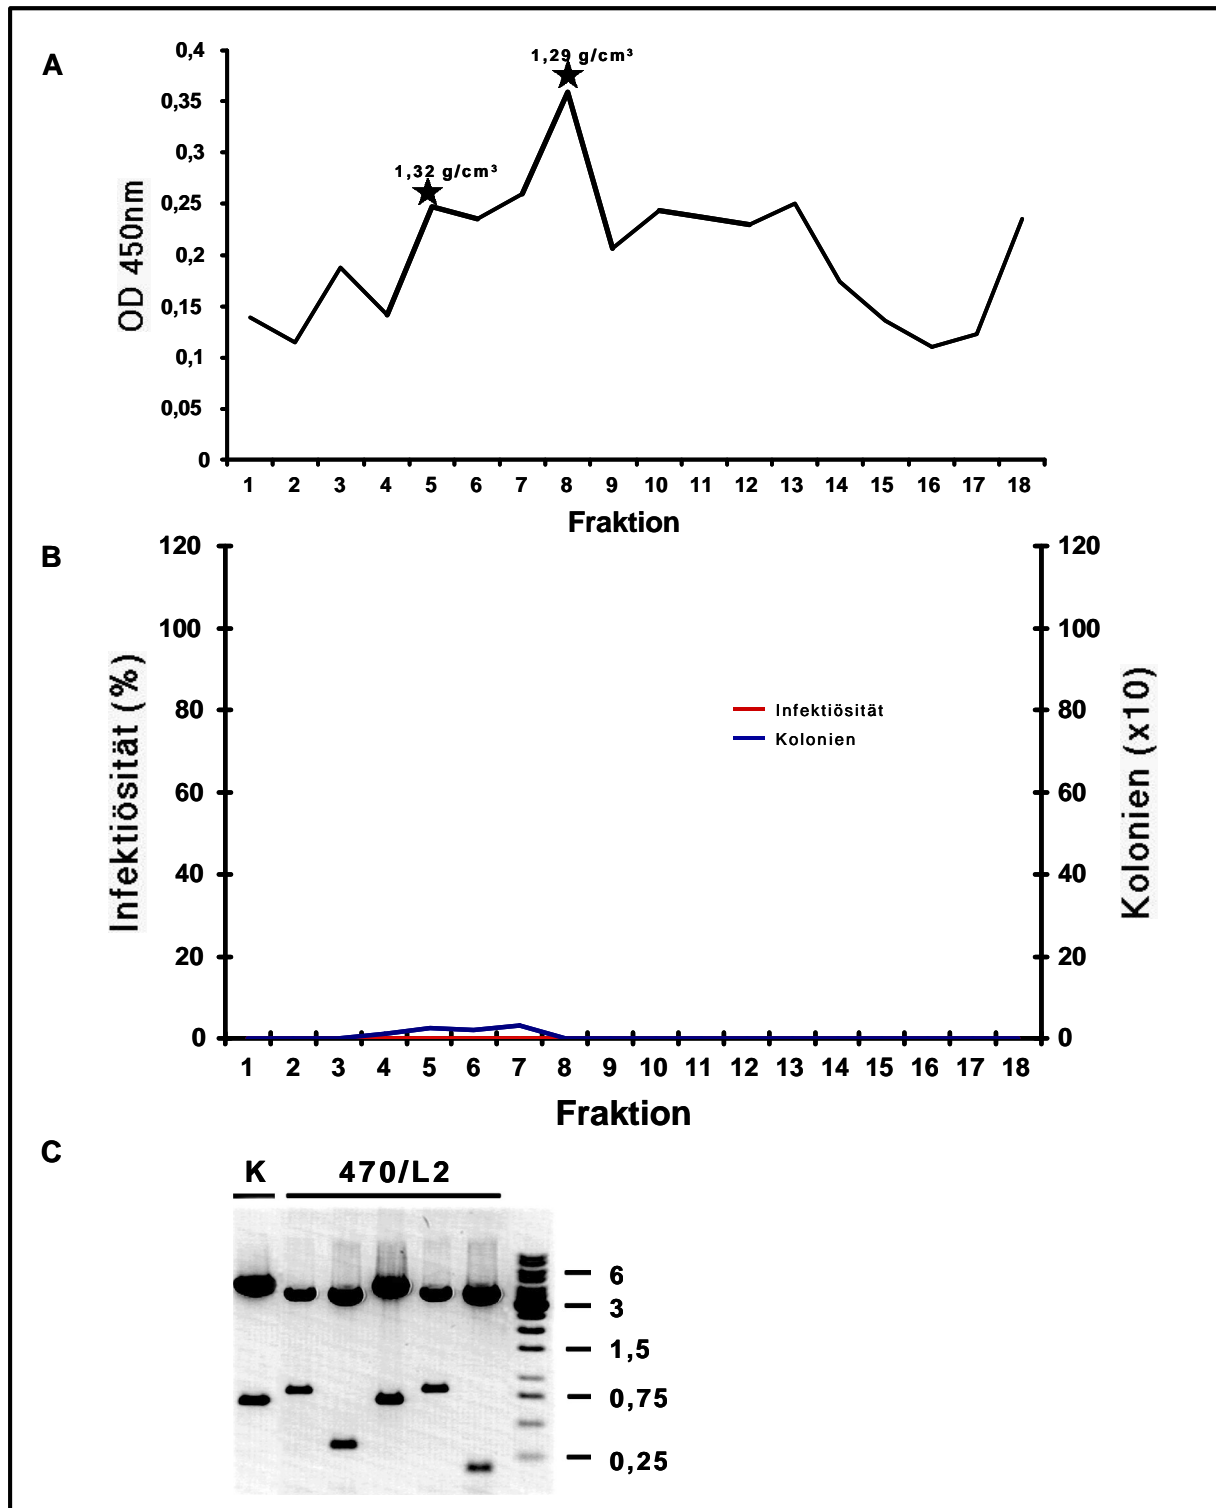 A
OD 450nm
0,4
0,35
0,3
0,25
0,2
0,15
0,1
0,05
0
1,32 g/cm³
1,29 g/cm³
1 2 3 4 5 6 7 8 9 10 11 12 13 14 15 16 17 18
Fraktion
B
Infektiösität (%)
120
100
80
60
40
20
0
Infektiösität
Kolonien
120
100
80
60
40
20
0
Kolonien (x10)
1 2 3 4 5 6 7 8 9 10 11 12 13 14 15 16 17 18
Fraktion
C
K 470/L2
6
3
1,5
0,75
0,25